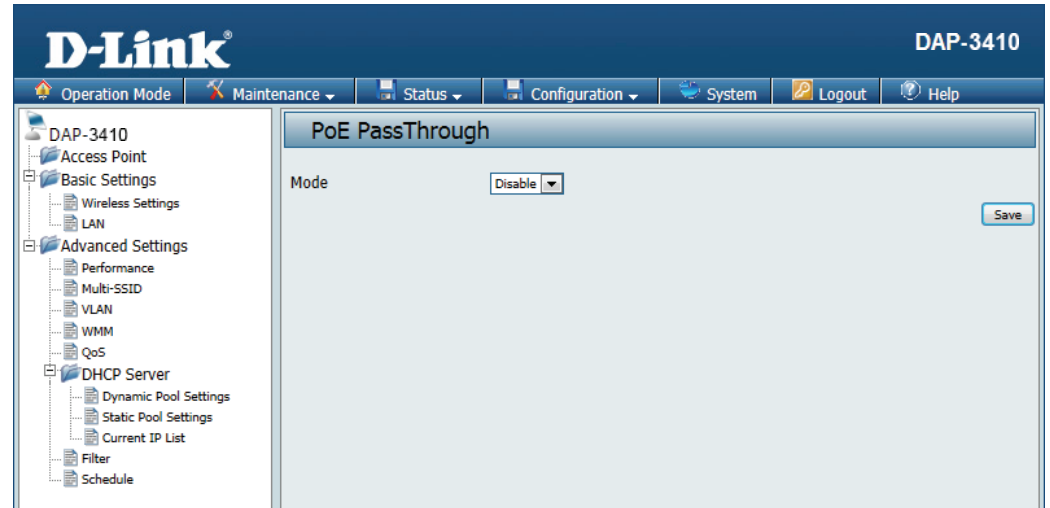 D-Link®
DAP-3410
Operation Mode Maintenance Status Configuration System Logout Help
DAP-3410
Access Point
Basic Settings
Wireless Settings
LAN
Advanced Settings
Performance
Multi-SSID
VLAN
WMM
QoS
DHCP Server
Dynamic Pool Settings
Static Pool Settings
Current IP List
Filter
Schedule
PoE PassThrough
Mode Disable
Save